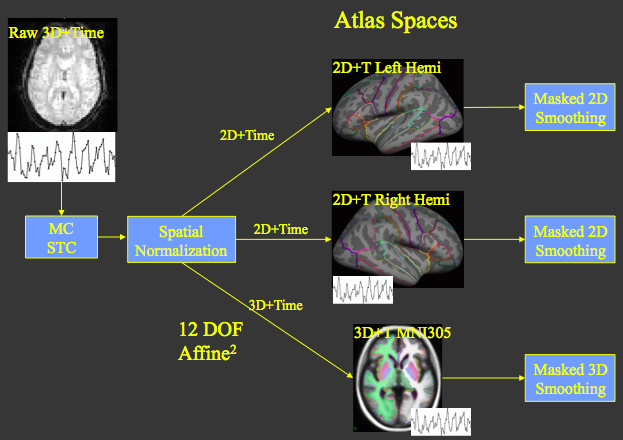 Atlas Spaces
Raw 3D+Time
2D+T Left Hemi
Masked 2D
Smoothing
2D+Time
2D+T Right Hemi
MC
STC
Spatial
Normalization
2D+Time
Masked 2D
Smoothing
3D+Time
12 DOF
Affine²
3D+T MNI305
Masked 3D
Smoothing